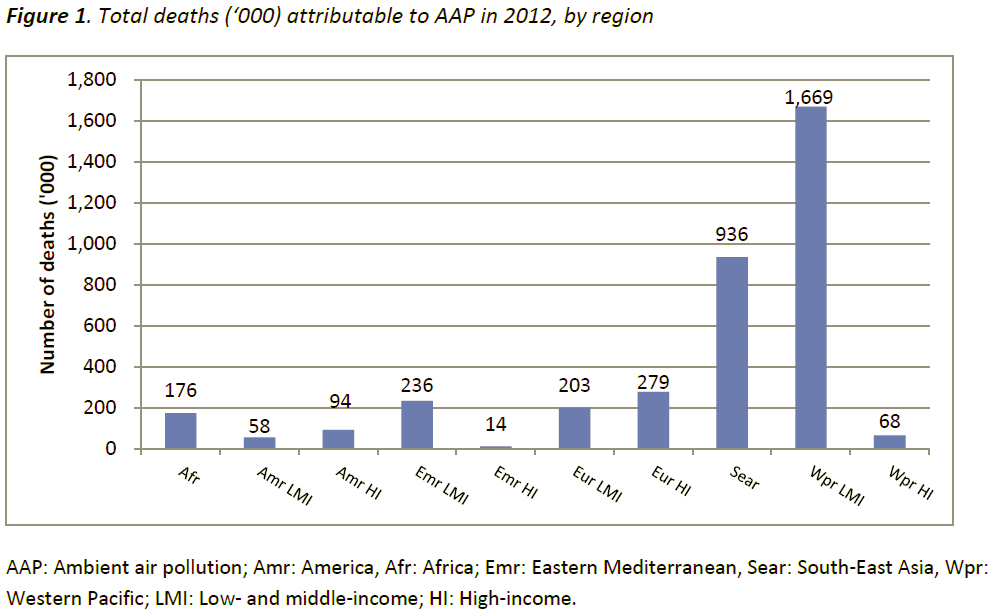 Figure 1. Total deaths (‘000) attributable to AAP in 2012, by region
Number of deaths ('000)
1,800
1,600
1,400
1,200
1,000
800
600
400
200
0
176
58
94
236
14
203
279
936
1,669
68
Afr
Amr LMI
Amr HI
Emr LMI
Emr HI
Eur LMI
Eur HI
Sear
Wpr LMI
Wpr HI
AAP: Ambient air pollution; Amr: America, Afr: Africa; Emr: Eastern Mediterranean, Sear: South-East Asia, Wpr:
Western Pacific; LMI: Low- and middle-income; HI: High-income.